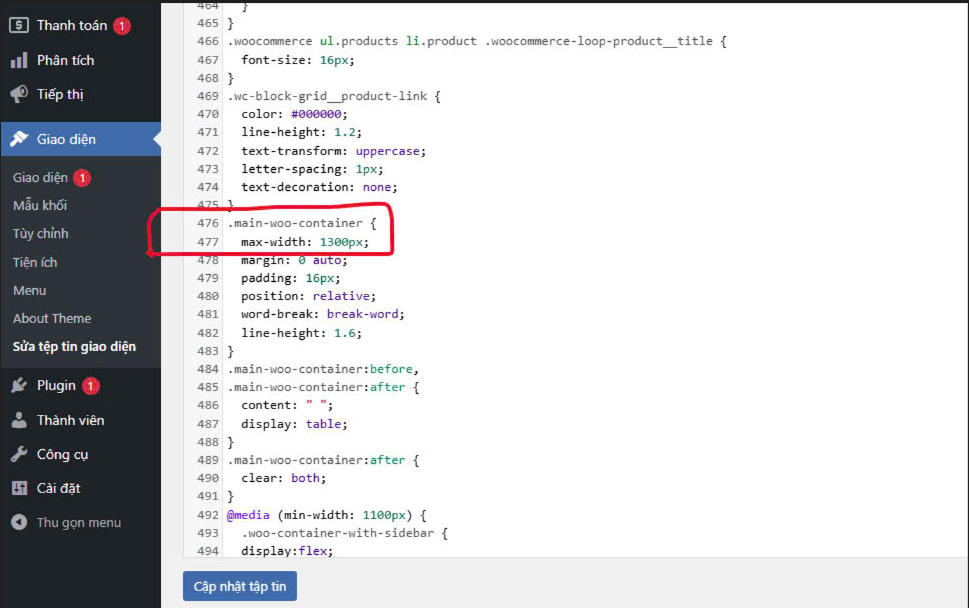 Thanh toán 1
Phân tích
Tiếp thị
Giao diện
Giao diện 1
Mẫu khối
Tùy chỉnh
Tiện ích
Menu
About Theme
Sửa tệp tin giao diện
Plugin 1
Thành viên
Công cụ
Cài đặt
Thu gọn menu
464 }
465 }
466 .woocommerce ul.products li.product .woocommerce-loop-product__title {
467 font-size: 16px;
468 }
469 .wc-block-grid__product-link {
470 color: #000000;
471 line-height: 1.2;
472 text-transform: uppercase;
473 letter-spacing: 1px;
474 text-decoration: none;
475 }
476 .main-woo-container {
477 max-width: 1300px;
478 margin: 0 auto;
479 padding: 16px;
480 position: relative;
481 word-break: break-word;
482 line-height: 1.6;
483 }
484 .main-woo-container:before,
485 .main-woo-container:after {
486 content: " ";
487 display: table;
488 }
489 .main-woo-container:after {
490 clear: both;
491 }
492 @media (min-width: 1100px) {
493 .woo-container-with-sidebar {
494 display:flex;
Cập nhật tập tin